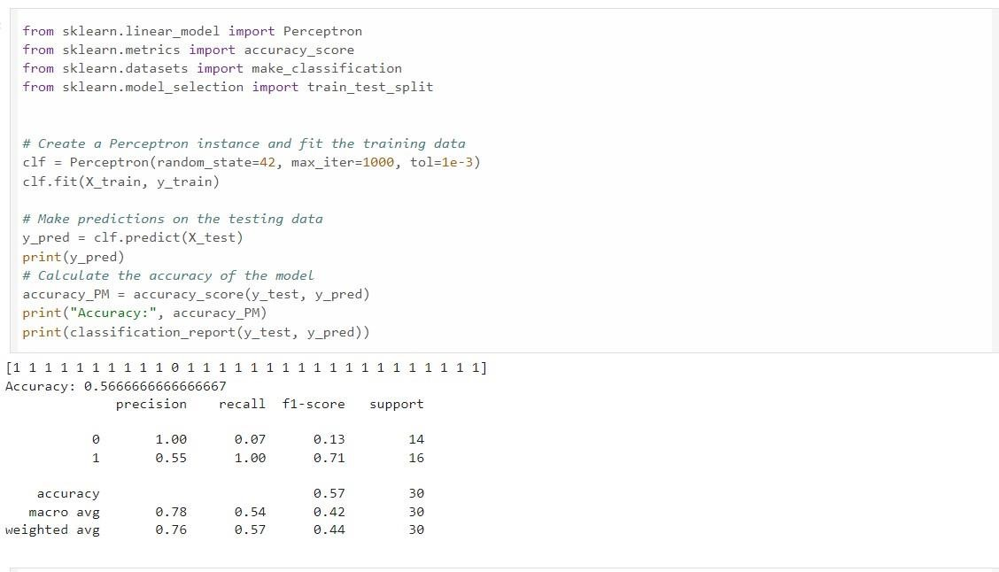 from sklearn.linear_model import Perceptron
from sklearn.metrics import accuracy_score
from sklearn.datasets import make_classification
from sklearn.model_selection import train_test_split
# Create a Perceptron instance and fit the training data
clf = Perceptron(random_state=42, max_iter=1000, tol=1e-3)
clf.fit(X_train, y_train)
# Make predictions on the testing data
y_pred = clf.predict(X_test)
print(y_pred)
# Calculate the accuracy of the model
accuracy_PM = accuracy_score(y_test, y_pred)
print("Accuracy:", accuracy_PM)
print(classification_report(y_test, y_pred))
[1 1 1 1 1 1 1 1 1 1 0 1 1 1 1 1 1 1 1 1 1 1 1 1 1 1 1 1 1 1]
Accuracy: 0.5666666666666667
precision recall f1-score support
0 1.00 0.07 0.13 14
1 0.55 1.00 0.71 16
accuracy 0.57 30
macro avg 0.78 0.54 0.42 30
weighted avg 0.76 0.57 0.44 30